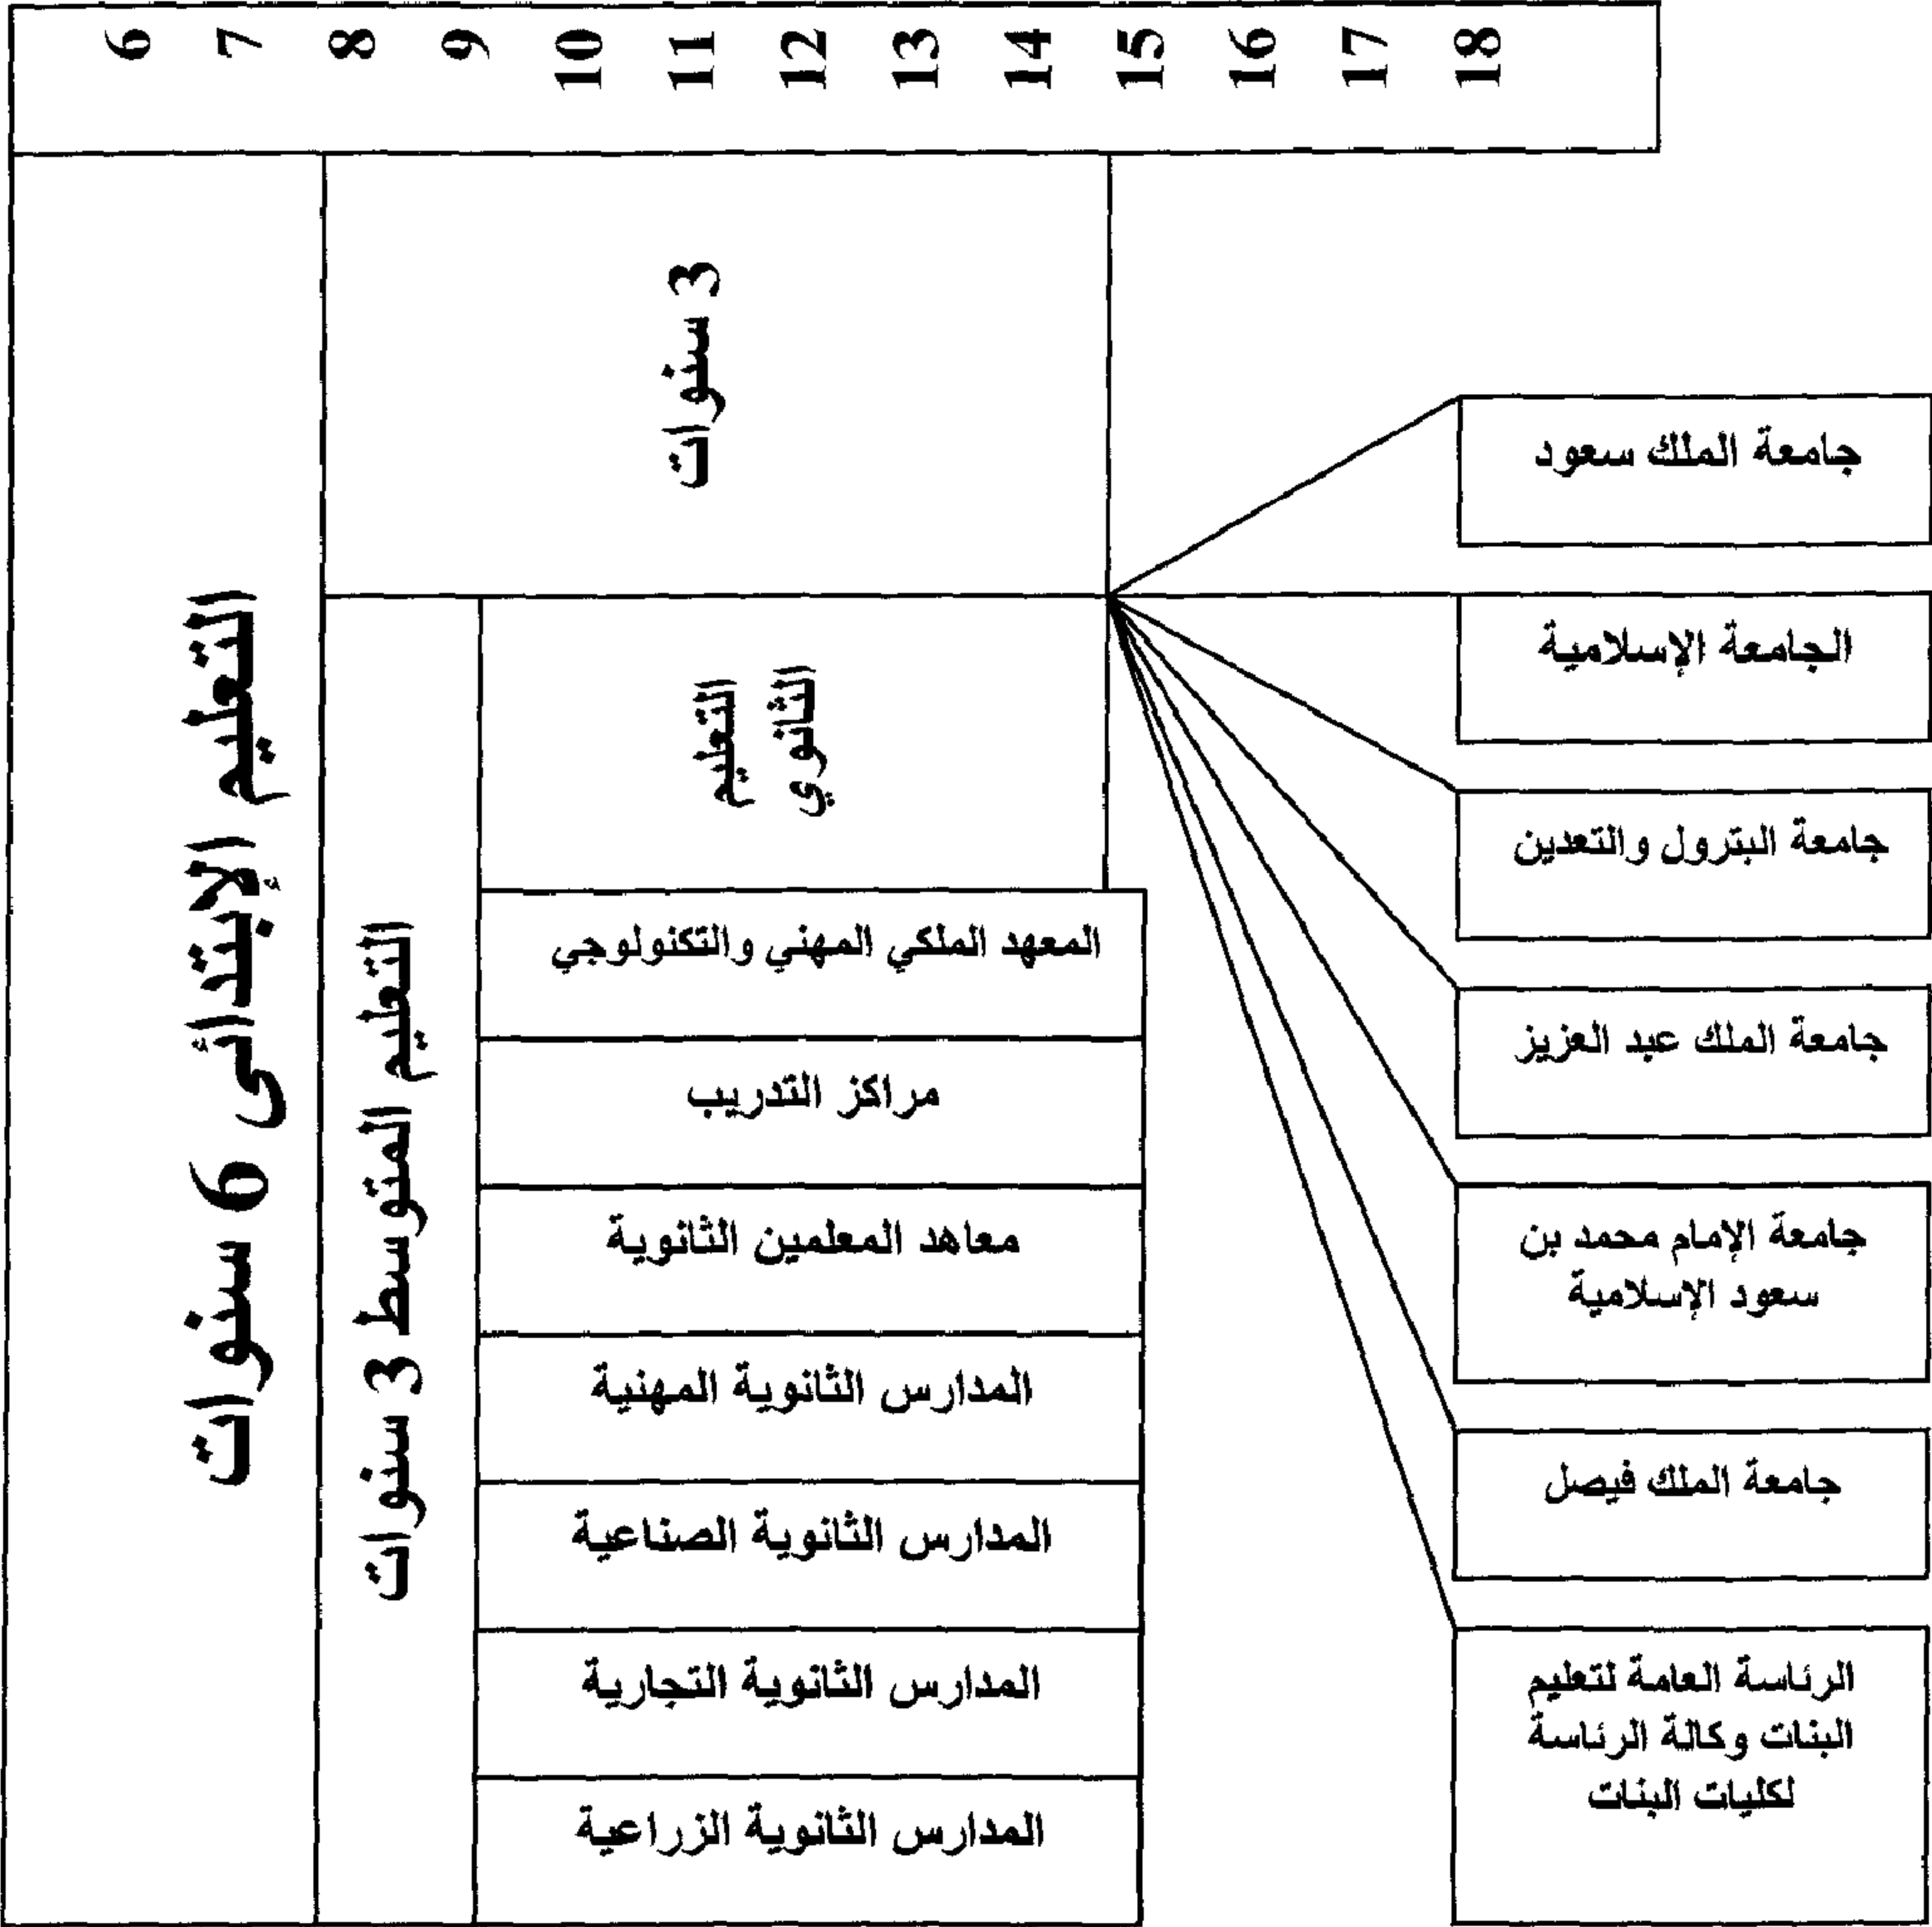 6
7
8
9
10
11
12
13
14
15
16
17
18
التعليم الإبتدائى 6 سنوات
التعليم المتوسط 3 سنوات
3 سنوات
التعليم
الثانوي
المعهد الملكي المهني والتكنولوجي
مراكز التدريب
معاهد المعلمين الثانوية
المدارس الثانوية المهنية
المدارس الثانوية الصناعية
المدارس الثانوية التجارية
المدارس الثانوية الزراعية
جامعة الملك سعود
الجامعة الإسلامية
جامعة البترول والتعدين
جامعة الملك عبد العزيز
جامعة الإمام محمد بن
سعود الإسلامية
جامعة الملك فيصل
الرئاسة العامة لتعليم
البنات وكالة الرئاسة
لكليات البنات